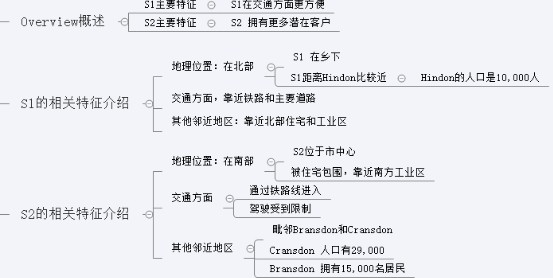 Overview概述
S1主要特征
S1在交通方面更方便
S2主要特征
S2 拥有更多潜在客户
S1的相关特征介绍
地理位置：在北部
S1 在乡下
S1距离Hindon比较近
Hindon的人口是10,000人
交通方面，靠近铁路和主要道路
其他邻近地区：靠近北部住宅和工业区
S2的相关特征介绍
地理位置：在南部
S2位于市中心
被住宅包围，靠近南方工业区
交通方面
通过铁路线进入
驾驶受到限制
其他邻近地区
毗邻Bransdon和Cransdon
Cransdon 人口有29,000
Bransdon 拥有15,000名居民